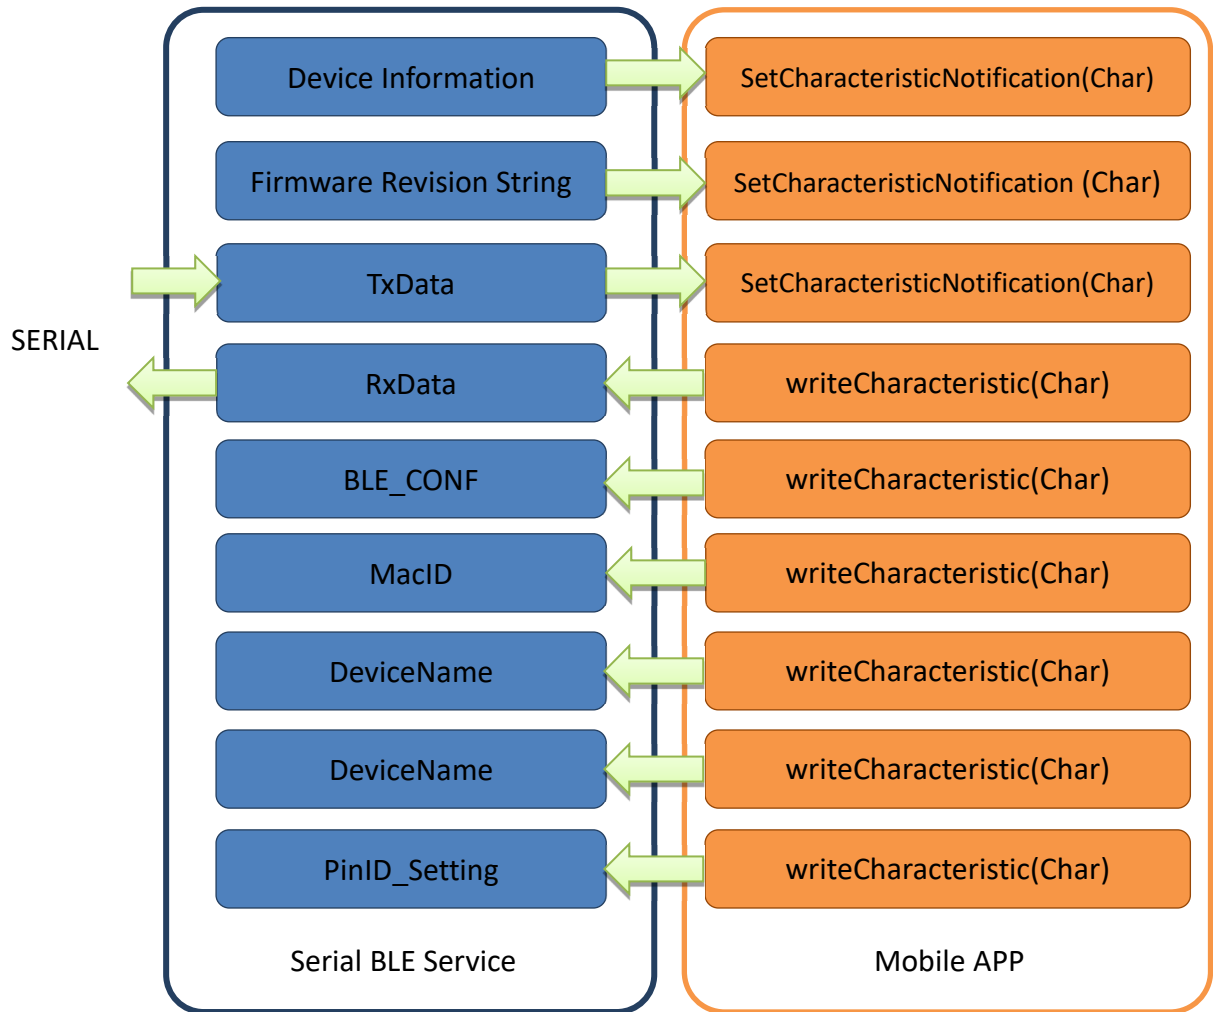 Device Information
SetCharacteristicNotification(Char)
Firmware Revision String
SetCharacteristicNotification (Char)
TxData
SetCharacteristicNotification(Char)
SERIAL
RxData
writeCharacteristic(Char)
BLE_CONF
writeCharacteristic(Char)
MacID
writeCharacteristic(Char)
DeviceName
writeCharacteristic(Char)
DeviceName
writeCharacteristic(Char)
PinID_Setting
writeCharacteristic(Char)
Serial BLE Service
Mobile APP